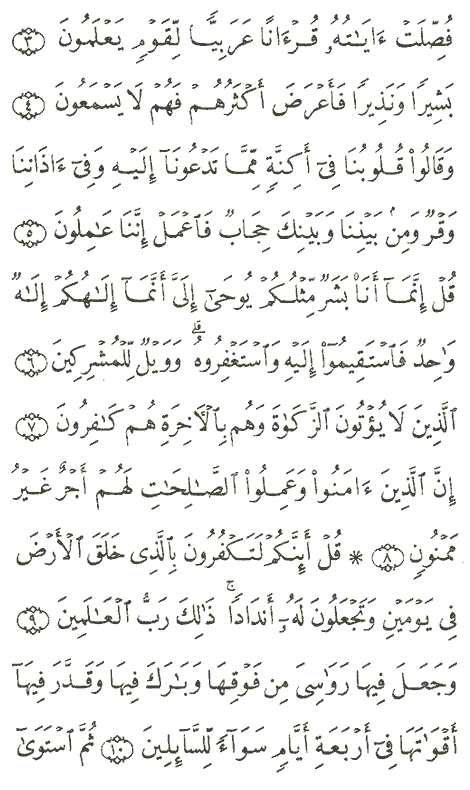 فُصِّلَتْ ءَايَـٰتُهُۥ قُرْءَانًا عَرَبِيًّا لِّقَوْمٍ يَعْلَمُونَ ٣
بَشِيرًا وَنَذِيرًا فَأَعْرَضَ أَكْثَرُهُمْ فَهُمْ لَا يَسْمَعُونَ ٤
وَقَالُوا۟ قُلُوبُنَا فِىٓ أَكِنَّةٍ مِّمَّا تَدْعُونَآ إِلَيْهِ وَفِىٓ ءَاذَانِنَا
وَقْرٌ وَمِنۢ بَيْنِنَا وَبَيْنِكَ حِجَابٌ فَٱعْمَلْ إِنَّنَا عَـٰمِلُونَ ٥
قُلْ إِنَّمَآ أَنَا۠ بَشَرٌ مِّثْلُكُمْ يُوحَىٰٓ إِلَىَّ أَنَّمَآ إِلَـٰهُكُمْ إِلَـٰهٌ
وَٰحِدٌ فَٱسْتَقِيمُوٓا۟ إِلَيْهِ وَٱسْتَغْفِرُوهُ ۗ وَوَيْلٌ لِّلْمُشْرِكِينَ ٦
ٱلَّذِينَ لَا يُؤْتُونَ ٱلزَّكَوٰةَ وَهُم بِٱلْـَٔاخِرَةِ هُمْ كَـٰفِرُونَ ٧
إِنَّ ٱلَّذِينَ ءَامَنُوا۟ وَعَمِلُوا۟ ٱلصَّـٰلِحَـٰتِ لَهُمْ أَجْرٌ غَيْرُ
مَمْنُونٍ ٨ * قُلْ أَئِنَّكُمْ لَتَكْفُرُونَ بِٱلَّذِى خَلَقَ ٱلْأَرْضَ
فِى يَوْمَيْنِ وَتَجْعَلُونَ لَهُۥٓ أَندَادًا ۚ ذَٰلِكَ رَبُّ ٱلْعَـٰلَمِينَ ٩
وَجَعَلَ فِيهَا رَوَٰسِىَ مِن فَوْقِهَا وَبَـٰرَكَ فِيهَا وَقَدَّرَ فِيهَآ
أَقْوَٰتَهَا فِىٓ أَرْبَعَةِ أَيَّامٍ سَوَآءً لِّلسَّآئِلِينَ ١٠ ثُمَّ ٱسْتَوَىٰٓ